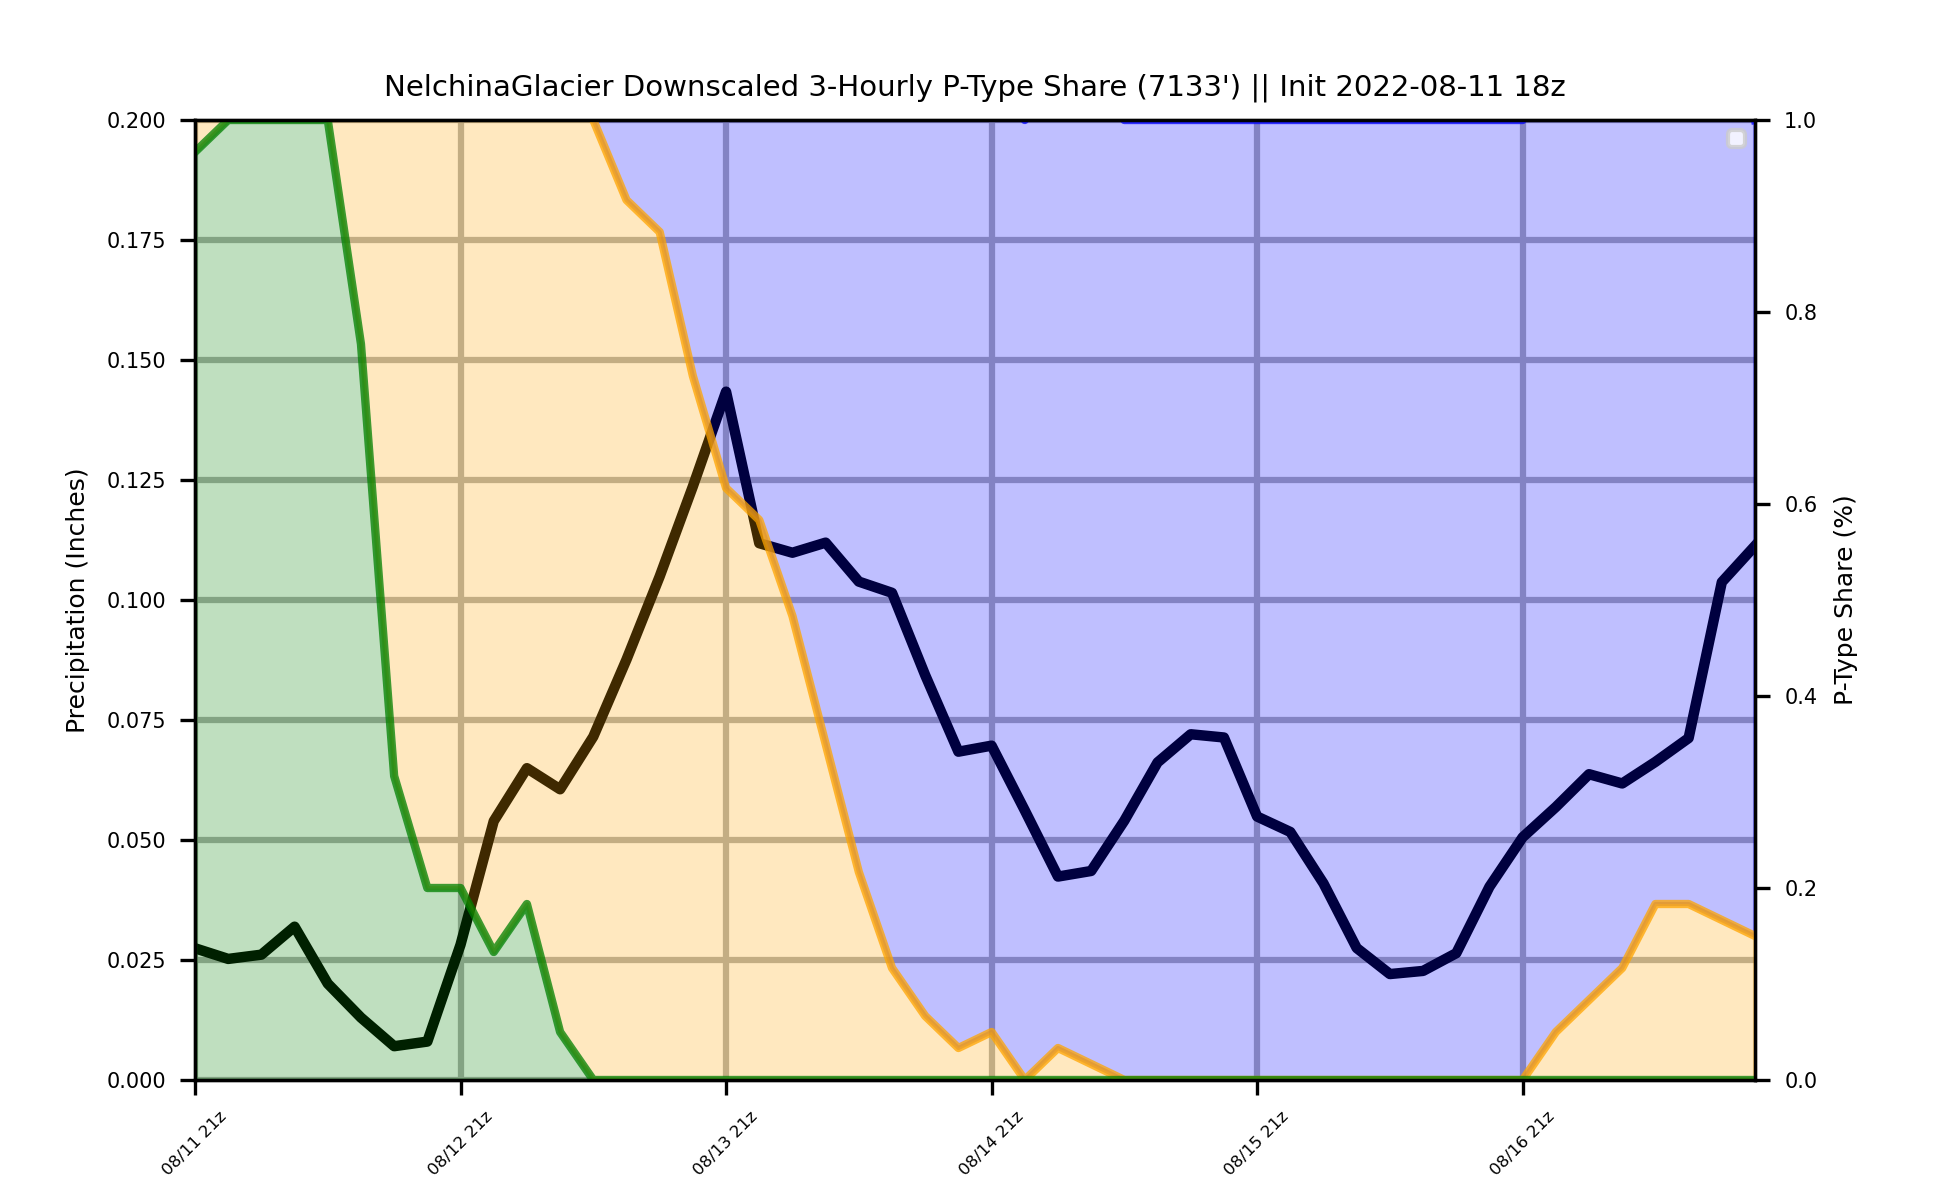 NelchinaGlacier Downscaled 3-Hourly P-Type Share (7133') || Init 2022-08-11 18z
0.200
0.175
0.150
0.125
0.100
0.075
0.050
0.025
0.000
Precipitation (Inches)
1.0
0.8
0.6
0.4
0.2
0.0
P-Type Share (%)
08/11 21z
08/12 21z
08/13 21z
08/14 21z
08/15 21z
08/16 21z